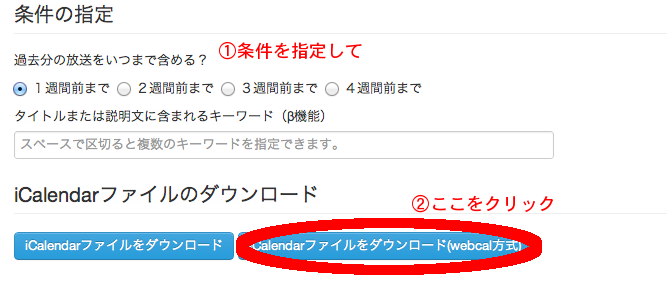 条件の指定
過去分の放送をいつまで含める？
①条件を指定して
１週間前まで ２週間前まで ３週間前まで ４週間前まで
タイトルまたは説明文に含まれるキーワード（β機能）
スペースで区切ると複数のキーワードを指定できます。
iCalendarファイルのダウンロード
②ここをクリック
iCalendarファイルをダウンロード
Calendarファイルをダウンロード(webcal方式)